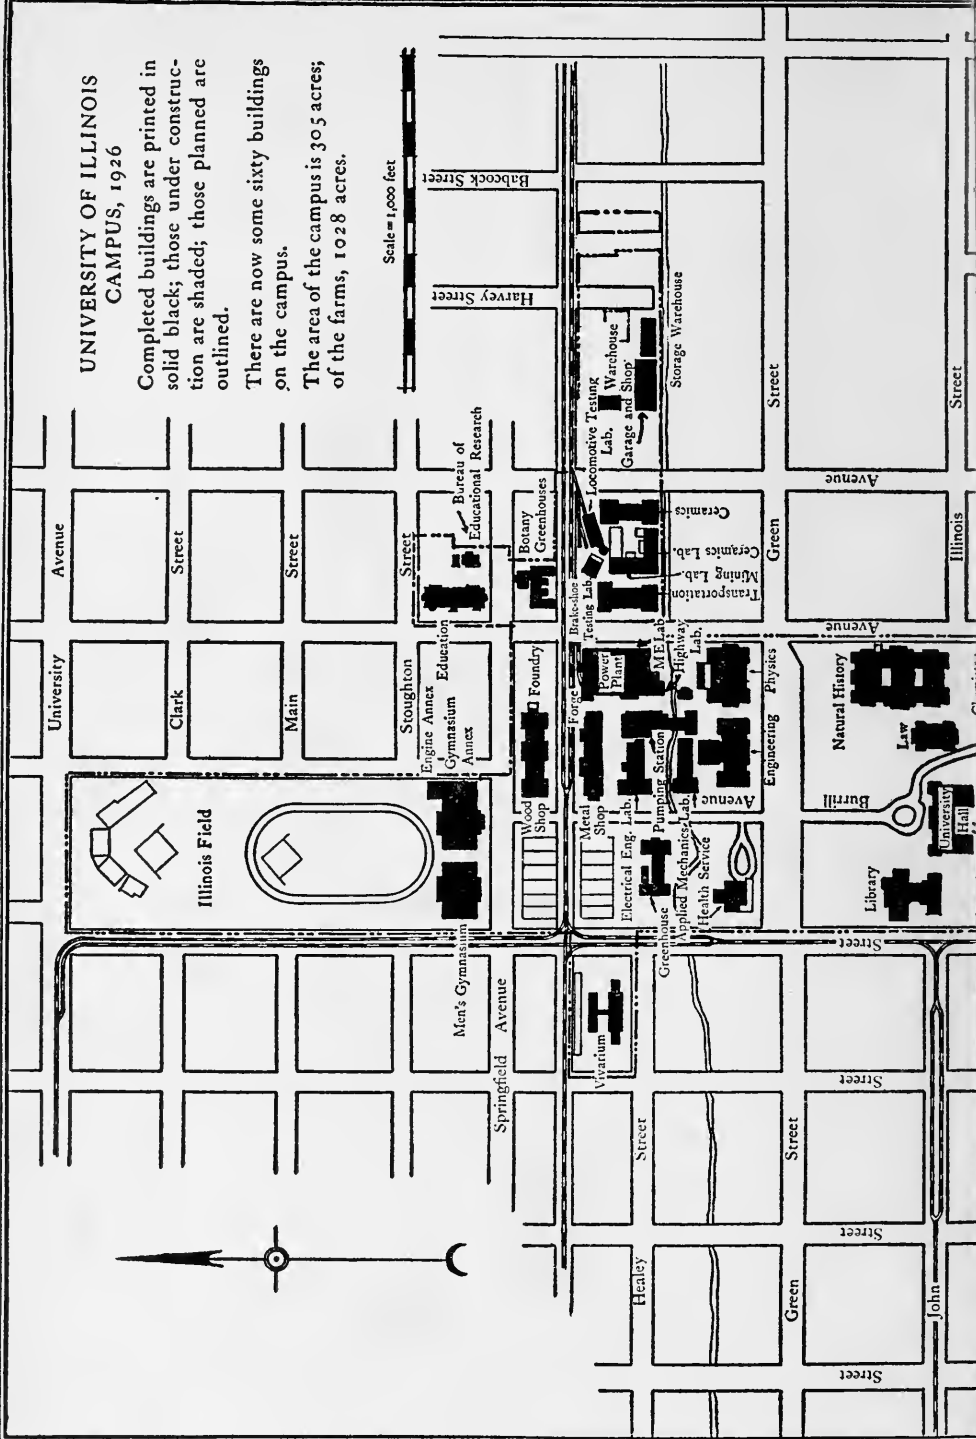 UNIVERSITY OF ILLINOIS
CAMPUS, 1926
Completed buildings are printed in
solid black; those under construc-
tion are shaded; those planned are
outlined.
There are now some sixty buildings
on the campus.
The area of the campus is 305 acres;
of the farms, 1028 acres.
Scale = 1,000 feet
University
Avenue
Clark
Street
Main
Street
Stoughton
Street
Babcock Street
Harvey Street
Illinois Field
Engine Annex
Gymnasium
Annex
Education
Bureau of
Educational Research
Botany
Greenhouses
Men's Gymnasium
Springfield
Avenue
Wood
Shop
Foundry
Forge
Metal
Shop
Brake-shoe
Testing Lab.
Locomotive Testing
Lab.
Warehouse
Garage and Shop
Storage Warehouse
Power
Plant
M E Lab
Highway
Lab.
Transportation
Mining Lab.
Ceramics Lab.
Ceramics
Electrical Eng. Lab.
Pumping Station
Applied Mechanics Lab.
Health Service
Greenhouse
Vivarium
Engineering
Physics
Avenue
Burrill
Healey
Street
Green
Street
Green
Street
Avenue
Avenue
Natural History
Law
University
Hall
Library
Illinois
Street
John
Street
Street
Street
Street